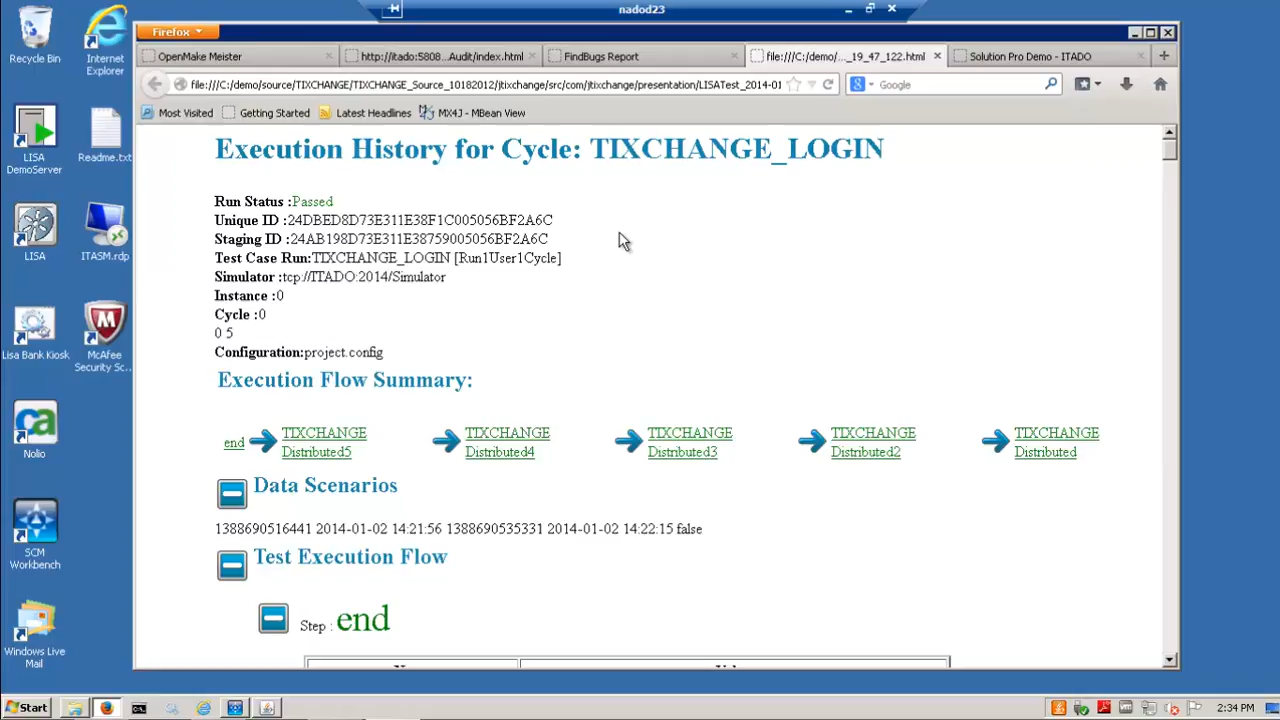 nadod23
Recycle Bin
Internet
Explorer
LISA
DemoServer
Readme.txt
LISA
ITASM.rdp
Lisa Bank Kiosk
McAfee
Security Sc..
Nolio
SCM
Workbench
Windows Live
Mail
Firefox
OpenMake Meister
http://itado:5808...Audit/index.html
FindBugs Report
file:///C:/demo/..._19_47_122.html
Solution Pro Demo - ITADO
file:///C:/demo/source/TIXCHANGE/TIXCHANGE_Source_10182012/jtixchange/src/com/jtixchange/presentation/LISATest_2014-01
Google
Most Visited
Getting Started
Latest Headlines
MX4J - MBean View
Execution History for Cycle: TIXCHANGE_LOGIN
Run Status :Passed
Unique ID :24DBED8D73E311E38F1C005056BF2A6C
Staging ID :24AB198D73E311E38759005056BF2A6C
Test Case Run:TIXCHANGE_LOGIN [Run1User1Cycle]
Simulator :tcp://ITADO:2014/Simulator
Instance :0
Cycle :0
0 5
Configuration:project.config
Execution Flow Summary:
end
TIXCHANGE
Distributed5
TIXCHANGE
Distributed4
TIXCHANGE
Distributed3
TIXCHANGE
Distributed2
TIXCHANGE
Distributed
Data Scenarios
1388690516441 2014-01-02 14:21:56 1388690535331 2014-01-02 14:22:15 false
Test Execution Flow
Step : end
Start
2:34 PM